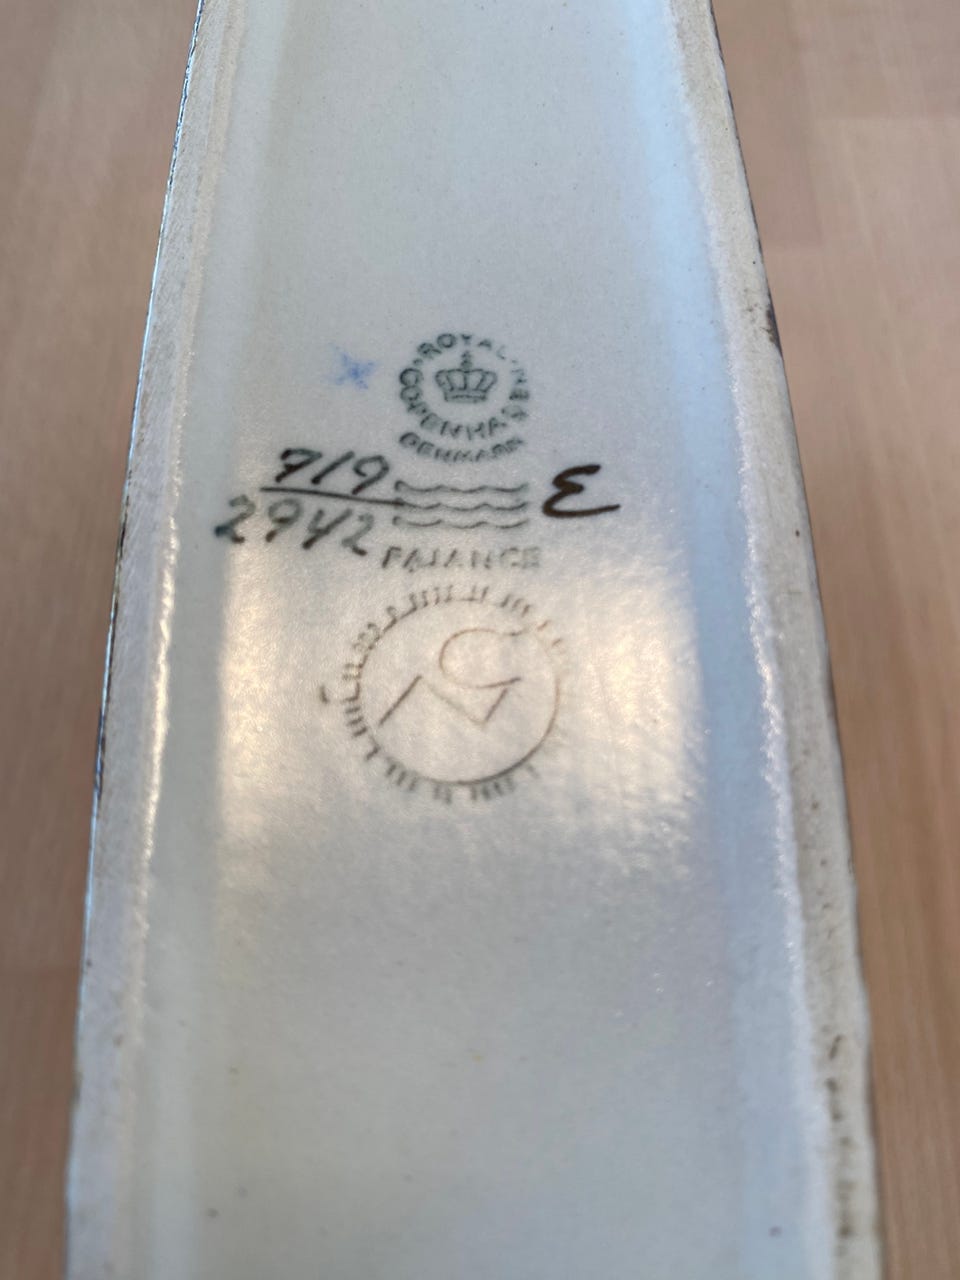 ROYAL COPENHAGEN
DENMARK
719 E
2942
FAJANCE